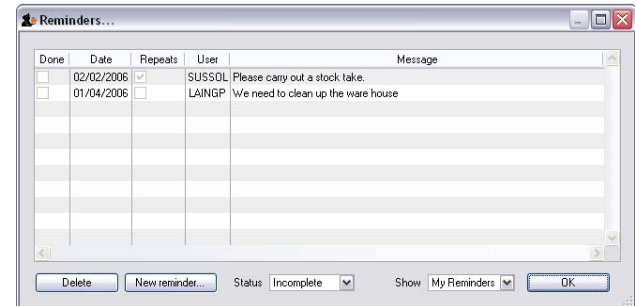 Reminders...
Done Date Repeats User Message
02/02/2006 SUSSOL Please carry out a stock take.
01/04/2006 LAINGP We need to clean up the ware house
Delete New reminder... Status Incomplete Show My Reminders OK